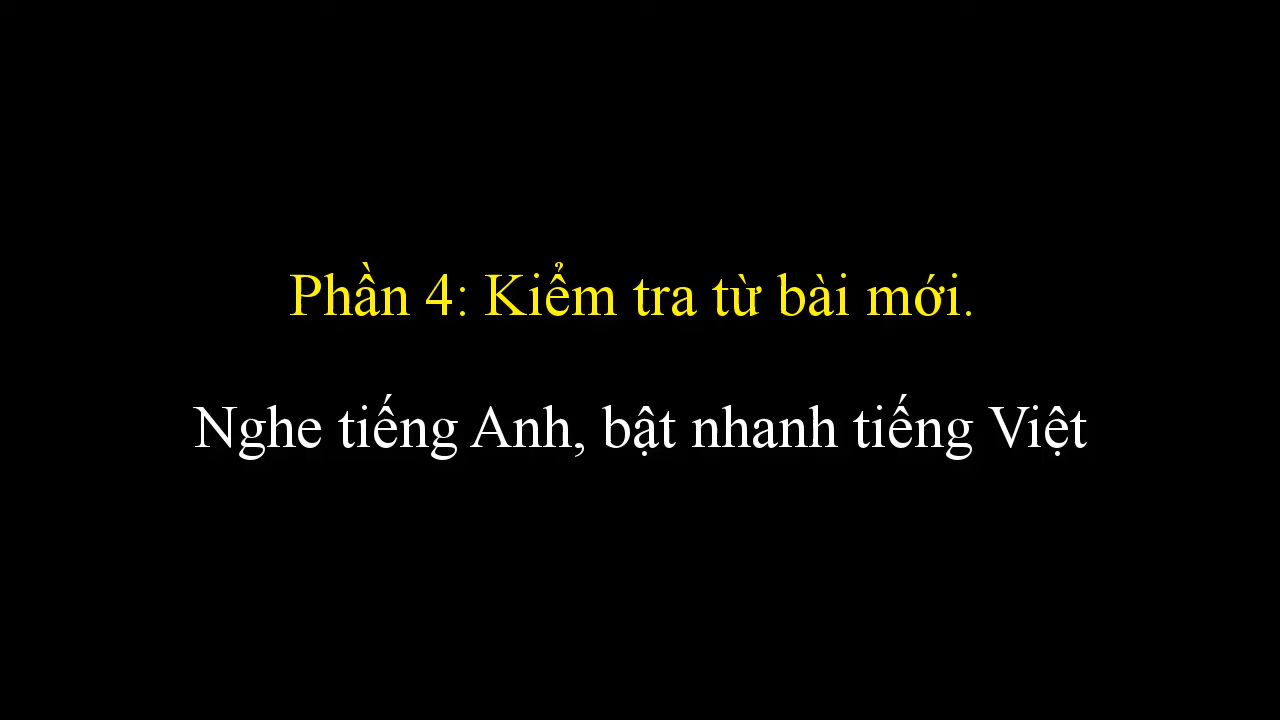 Phần 4: Kiểm tra từ bài mới.
Nghe tiếng Anh, bật nhanh tiếng Việt